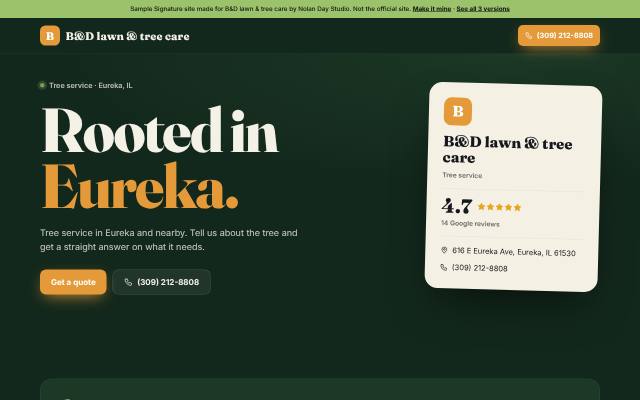 Sample Signature site made for B&D lawn & tree care by Nolan Day Studio. Not the official site. Make it mine · See all 3 versions
B B&D lawn & tree care
(309) 212-8808
Tree service · Eureka, IL
Rooted in
Eureka.
Tree service in Eureka and nearby. Tell us about the tree and
get a straight answer on what it needs.
Get a quote
(309) 212-8808
B
B&D lawn & tree
care
Tree service
4.7
14 Google reviews
616 E Eureka Ave, Eureka, IL 61530
(309) 212-8808